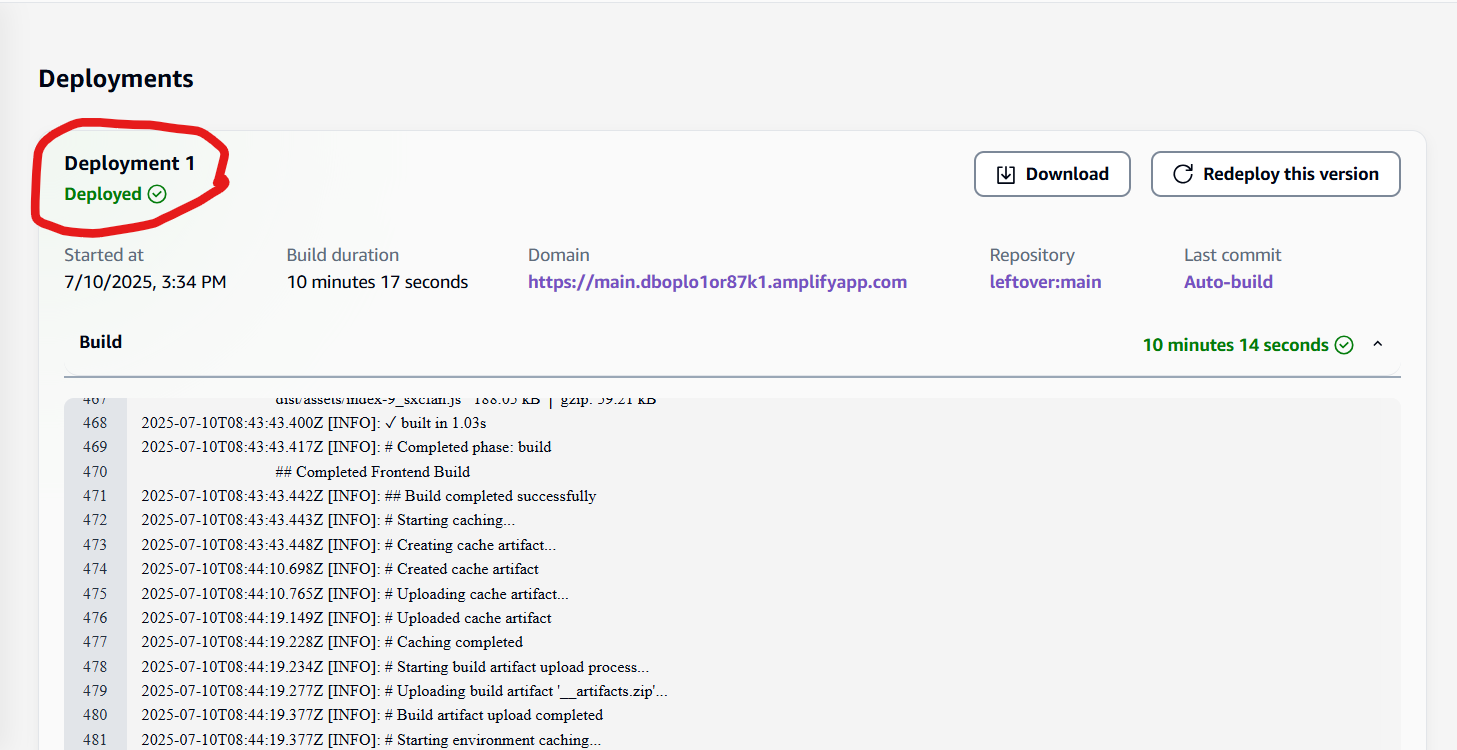 Deployments
Deployment 1
Deployed
Download
Redeploy this version
Started at
7/10/2025, 3:34 PM
Build duration
10 minutes 17 seconds
Domain
https://main.dboplo1or87k1.amplifyapp.com
Repository
leftover:main
Last commit
Auto-build
Build
10 minutes 14 seconds
467 188.05 kB | gzip: 59.21 kB
468 2025-07-10T08:43:43.400Z [INFO]: ✓ built in 1.03s
469 2025-07-10T08:43:43.417Z [INFO]: # Completed phase: build
470 ## Completed Frontend Build
471 2025-07-10T08:43:43.442Z [INFO]: ## Build completed successfully
472 2025-07-10T08:43:43.443Z [INFO]: # Starting caching...
473 2025-07-10T08:43:43.448Z [INFO]: # Creating cache artifact...
474 2025-07-10T08:44:10.698Z [INFO]: # Created cache artifact
475 2025-07-10T08:44:10.765Z [INFO]: # Uploading cache artifact...
476 2025-07-10T08:44:19.149Z [INFO]: # Uploaded cache artifact
477 2025-07-10T08:44:19.228Z [INFO]: # Caching completed
478 2025-07-10T08:44:19.234Z [INFO]: # Starting build artifact upload process...
479 2025-07-10T08:44:19.277Z [INFO]: # Uploading build artifact '__artifacts.zip'...
480 2025-07-10T08:44:19.377Z [INFO]: # Build artifact upload completed
481 2025-07-10T08:44:19.377Z [INFO]: # Starting environment caching...